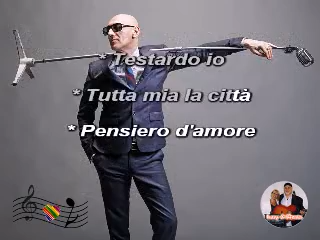 * Testardo io
* Tutta mia la città
* Pensiero d'amore